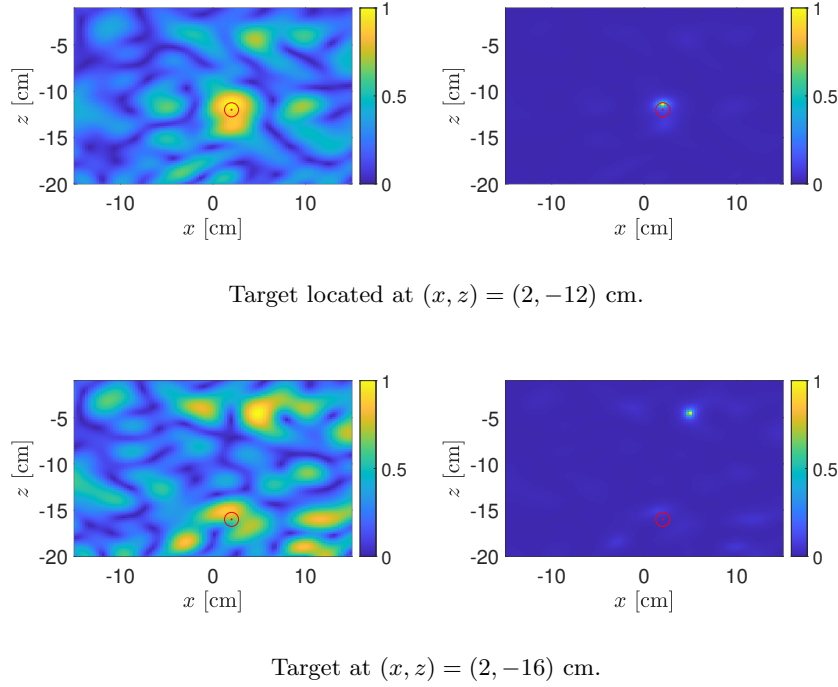 1
-5
-10
-15
-20
z [cm]
-10 0 10
x [cm]
0.5
0
1
-5
-10
-15
-20
z [cm]
-10 0 10
x [cm]
0.5
0
Target located at (x, z) = (2, −12) cm.
1
-5
-10
-15
-20
z [cm]
-10 0 10
x [cm]
0.5
0
1
-5
-10
-15
-20
z [cm]
-10 0 10
x [cm]
0.5
0
Target at (x, z) = (2, −16) cm.